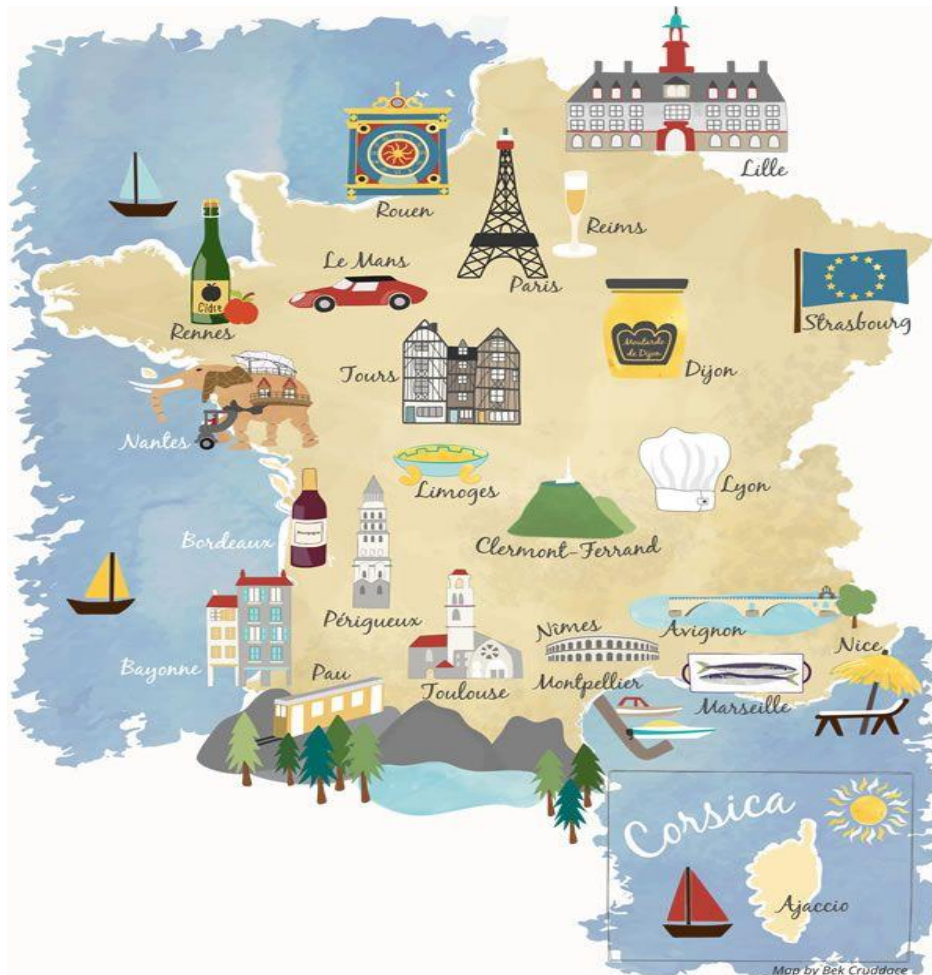 Lille
Rouen
Reims
Le Mans
Paris
Cidre
Rennes
Strasbourg
Moutarde
de Dijon
Tours
Dijon
Nantes
Limoges
Lyon
Bordeaux
Clermont-Ferrand
Périgueux
Avignon
Nîmes
Nice
Bayonne
Pau
Toulouse
Montpellier
Marseille
Corsica
Ajaccio
Map by Bek Cruddace